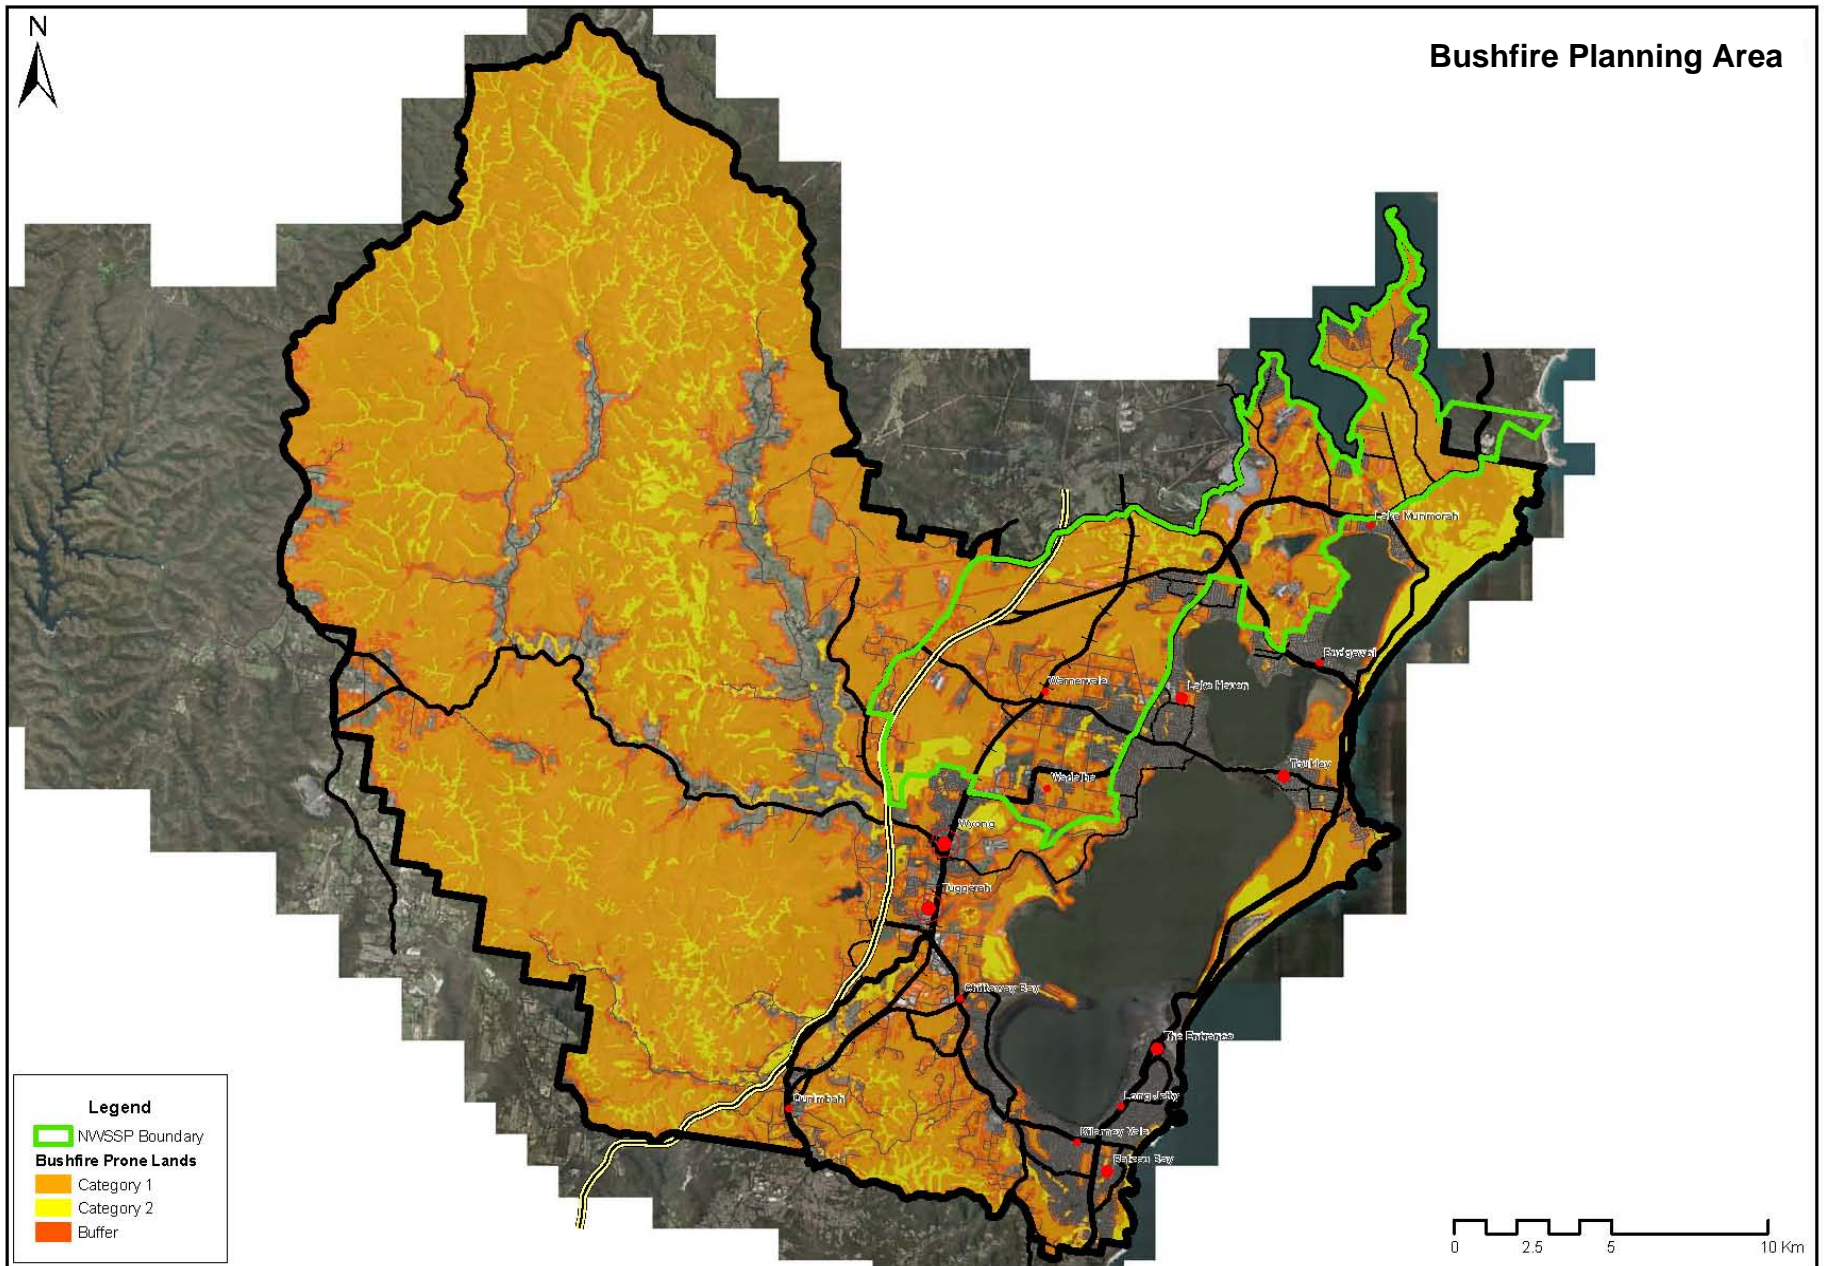 N
Bushfire Planning Area
Lake Munmorah
Budgewoi
Warnervale
Lake Haven
Toukley
Wadalba
Wyong
Tuggerah
Chittaway Bay
The Entrance
Long Jetty
Ourimbah
Killarney Vale
Bateau Bay
Legend
NWSSP Boundary
Bushfire Prone Lands
Category 1
Category 2
Buffer
0 2.5 5 10 Km